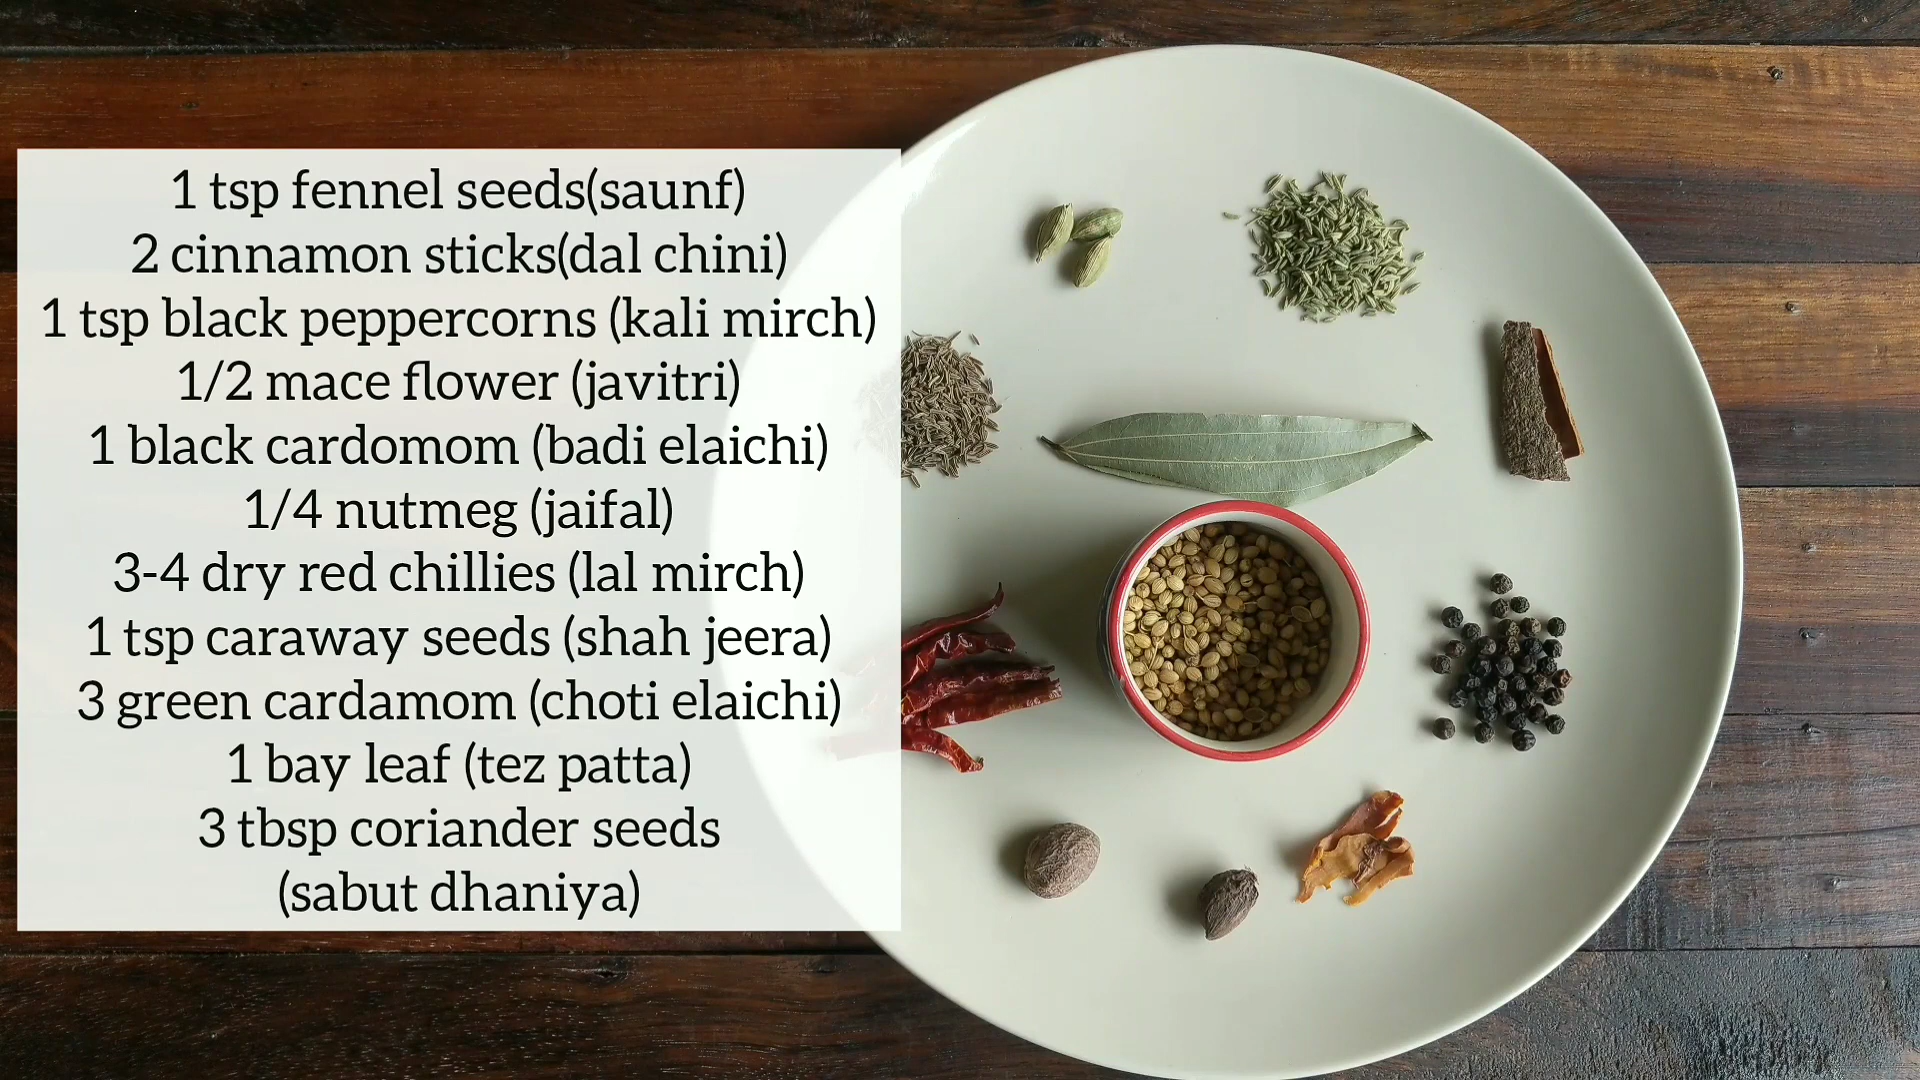 1 tsp fennel seeds(saunf)
2 cinnamon sticks(dal chini)
1 tsp black peppercorns (kali mirch)
1/2 mace flower (javitri)
1 black cardomom (badi elaichi)
1/4 nutmeg (jaifal)
3-4 dry red chillies (lal mirch)
1 tsp caraway seeds (shah jeera)
3 green cardamom (choti elaichi)
1 bay leaf (tez patta)
3 tbsp coriander seeds
(sabut dhaniya)